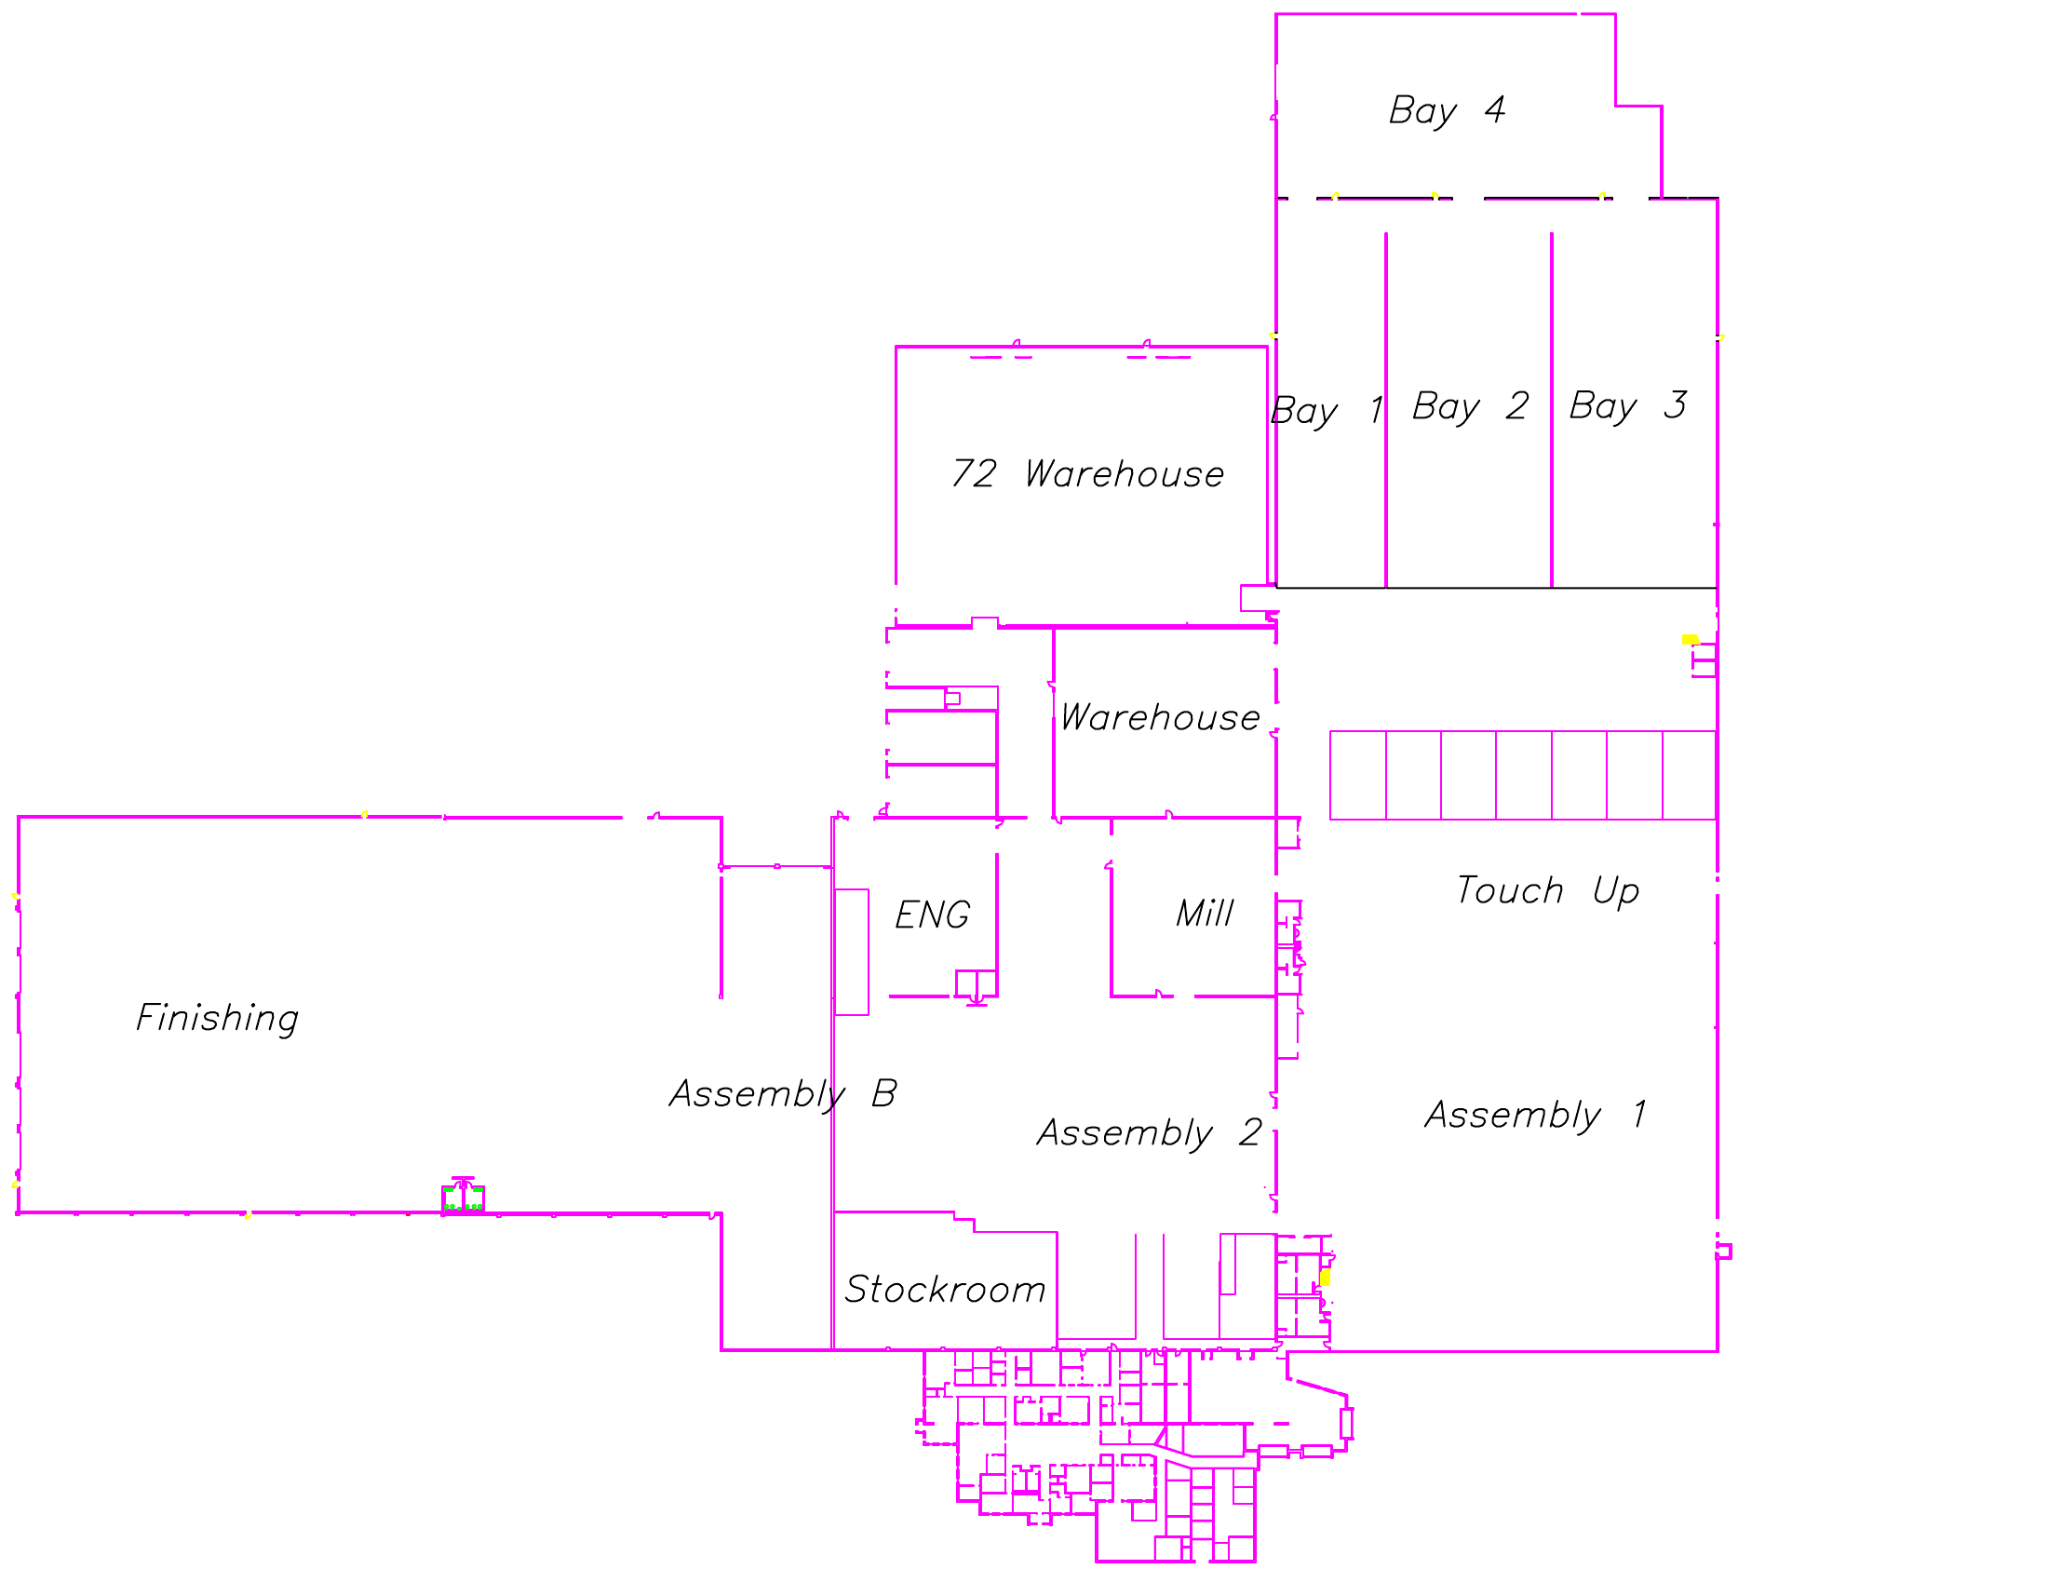 Bay 4
Bay 1
Bay 2
Bay 3
72 Warehouse
Warehouse
Touch Up
ENG
Mill
Finishing
Assembly B
Assembly 2
Assembly 1
Stockroom